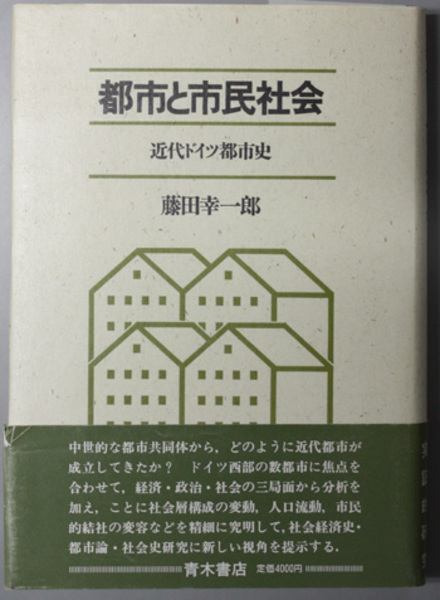 都市と市民社会
近代ドイツ都市史
藤田幸一郎
中世的な都市共同体から，どのように近代都市が
成立してきたか？　ドイツ西部の数都市に焦点を
合わせて，経済・政治・社会の三局面から分析を
加え，ことに社会層構成の変動，人口流動，市民
的結社の変容などを精細に究明して，社会経済史・
都市論・社会史研究に新しい視角を提示する．
青木書店 定価4000円